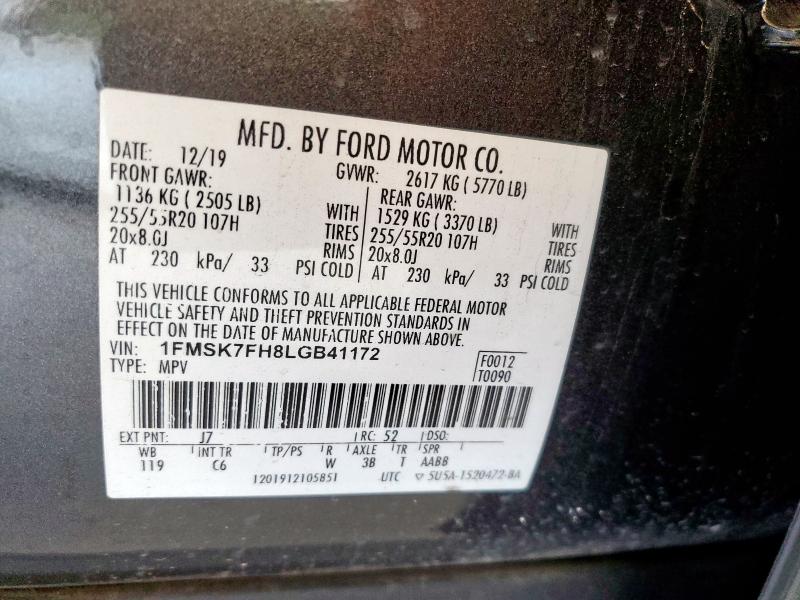 MFD. BY FORD MOTOR CO.
DATE: 12/19 GVWR: 2617 KG ( 5770 LB)
FRONT GAWR: REAR GAWR:
1136 KG ( 2505 LB) WITH 1529 KG ( 3370 LB) WITH
255/55R20 107H TIRES 255/55R20 107H TIRES
20x8.0J RIMS 20x8.0J RIMS
AT 230 kPa/ 33 PSI COLD AT 230 kPa/ 33 PSI COLD
THIS VEHICLE CONFORMS TO ALL APPLICABLE FEDERAL MOTOR
VEHICLE SAFETY AND THEFT PREVENTION STANDARDS IN
EFFECT ON THE DATE OF MANUFACTURE SHOWN ABOVE.
VIN: 1FMSK7FH8LGB41172 F0012
TYPE: MPV T0090
EXT PNT: J7 RC: 52 DSO:
WB INT TR TP/PS R AXLE TR SPR
119 C6 W 3B T AABB
1201912105851 UTC ▽ 5U5A-1520472-BA